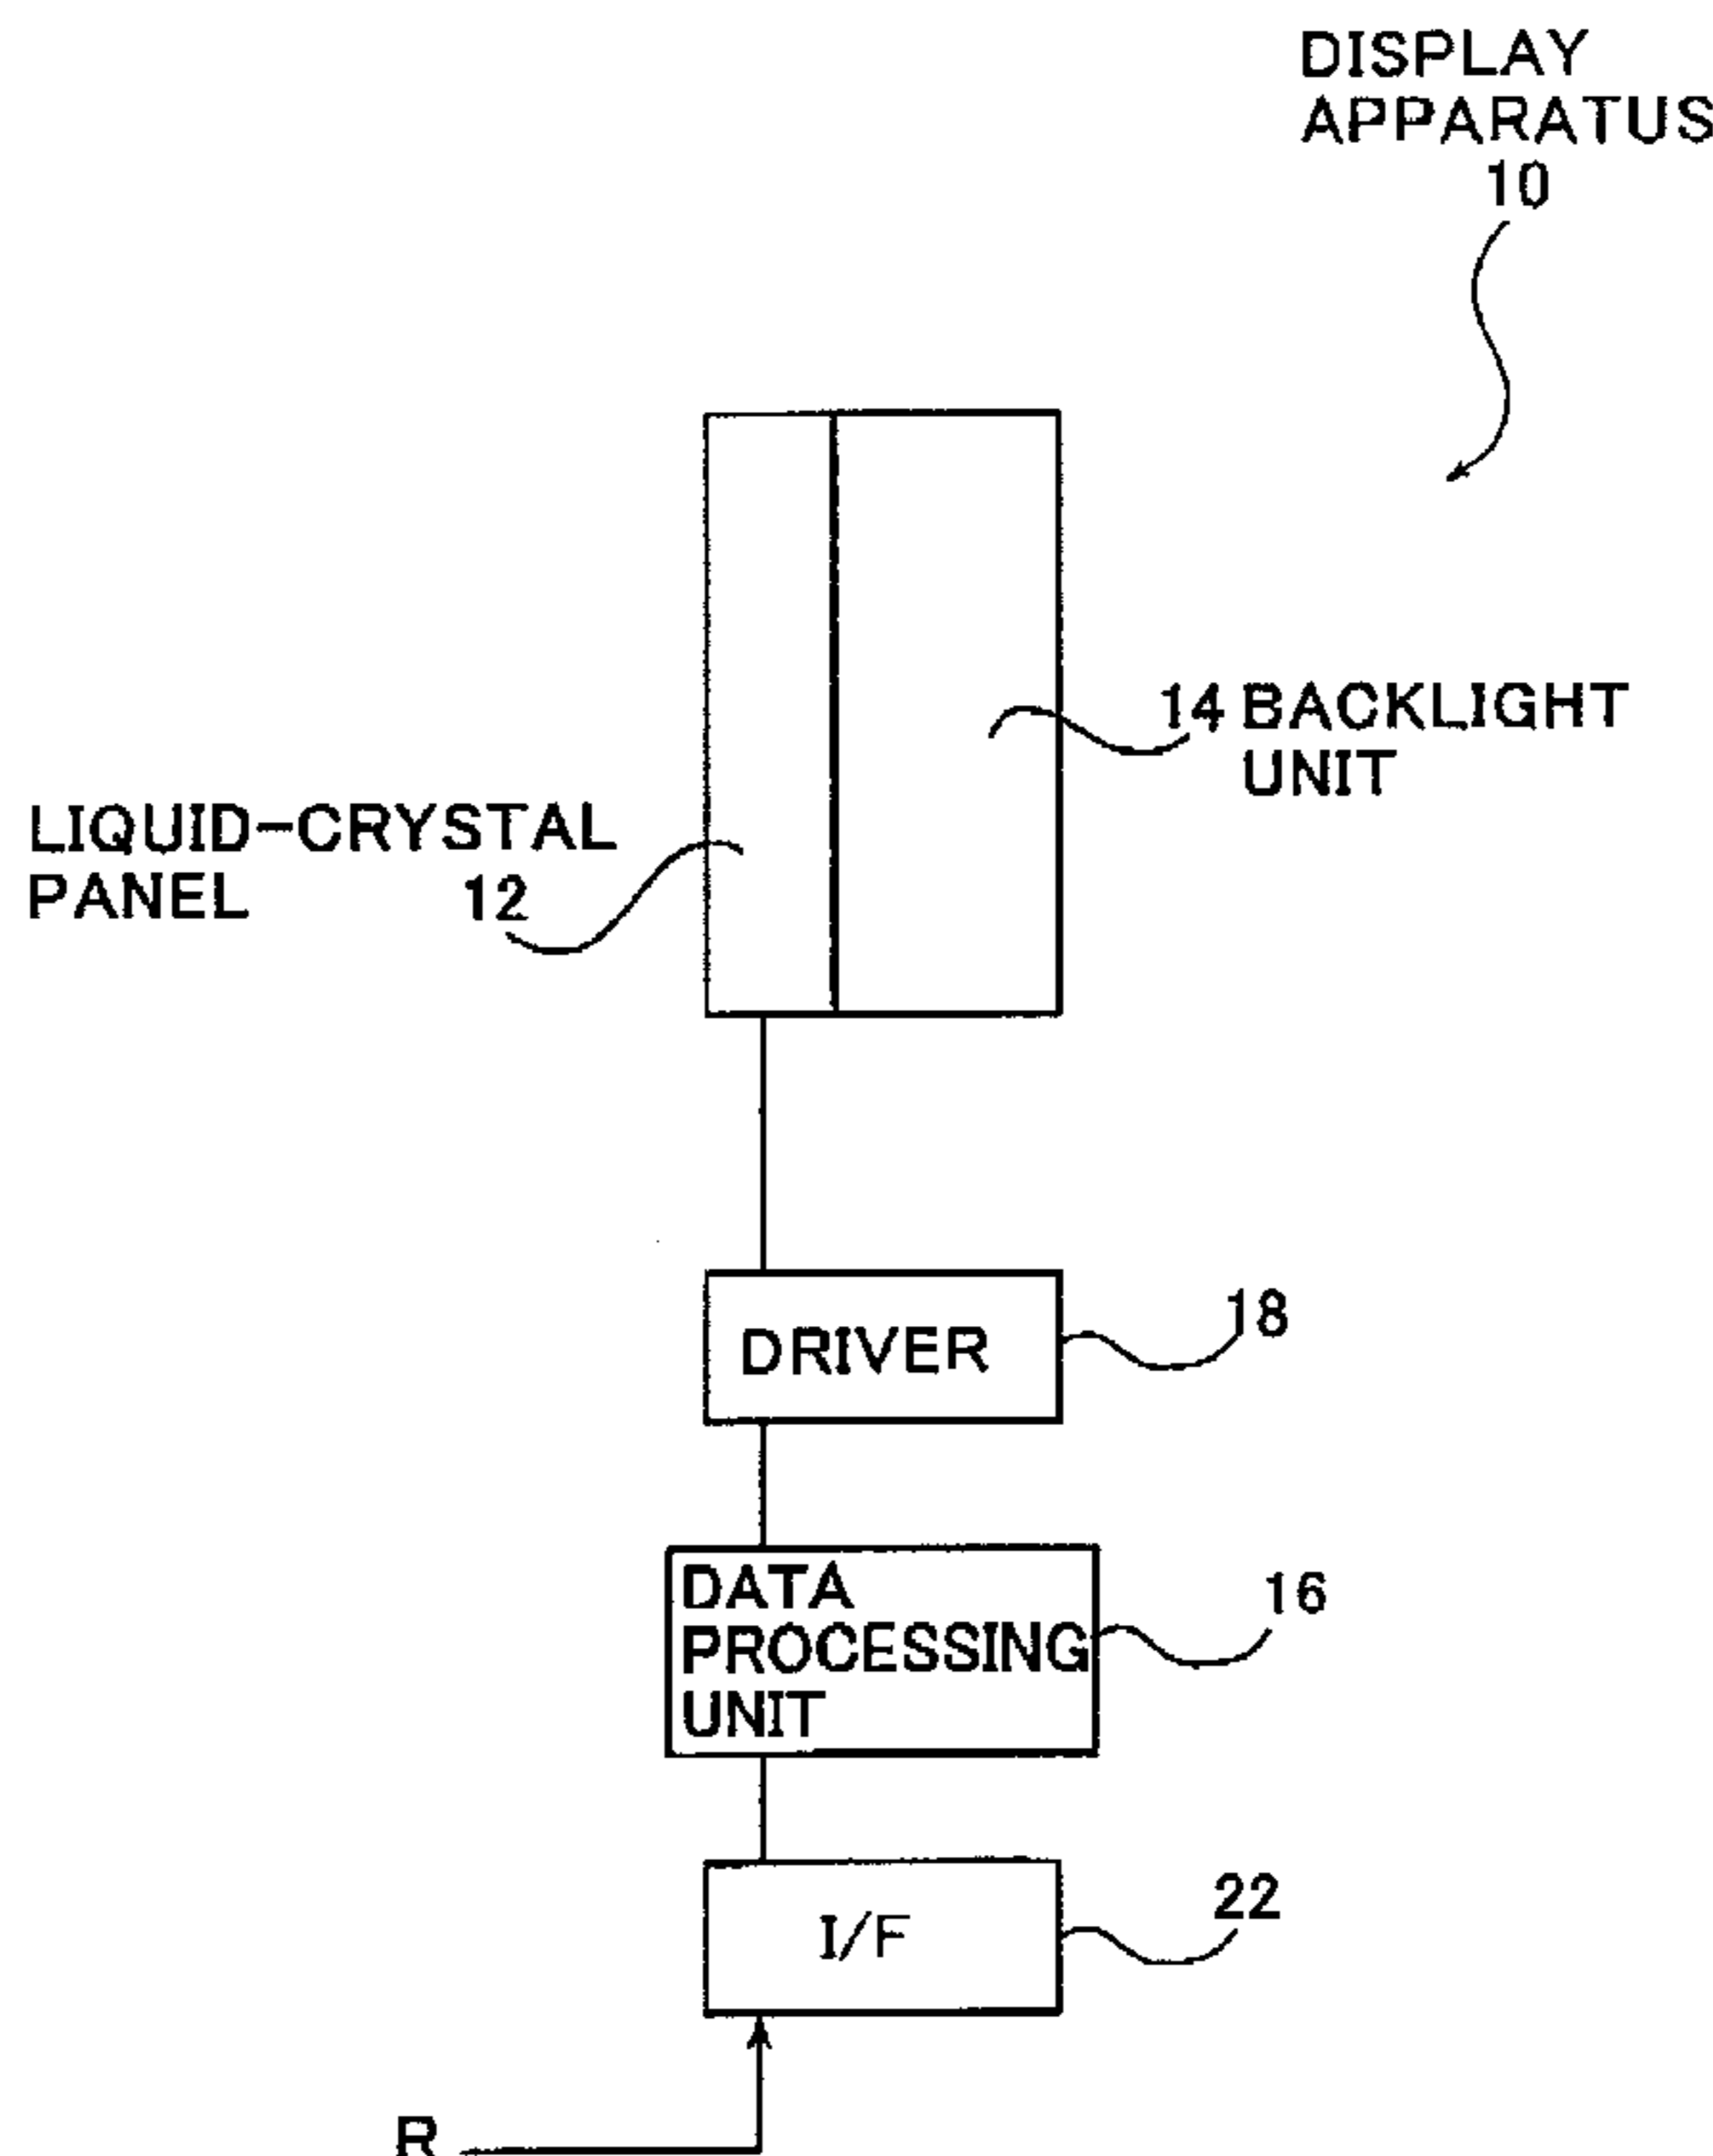 DISPLAY
APPARATUS
10
14 BACKLIGHT
UNIT
LIQUID-CRYSTAL
PANEL 12
18
DRIVER
16
DATA
PROCESSING
UNIT
22
I/F
R